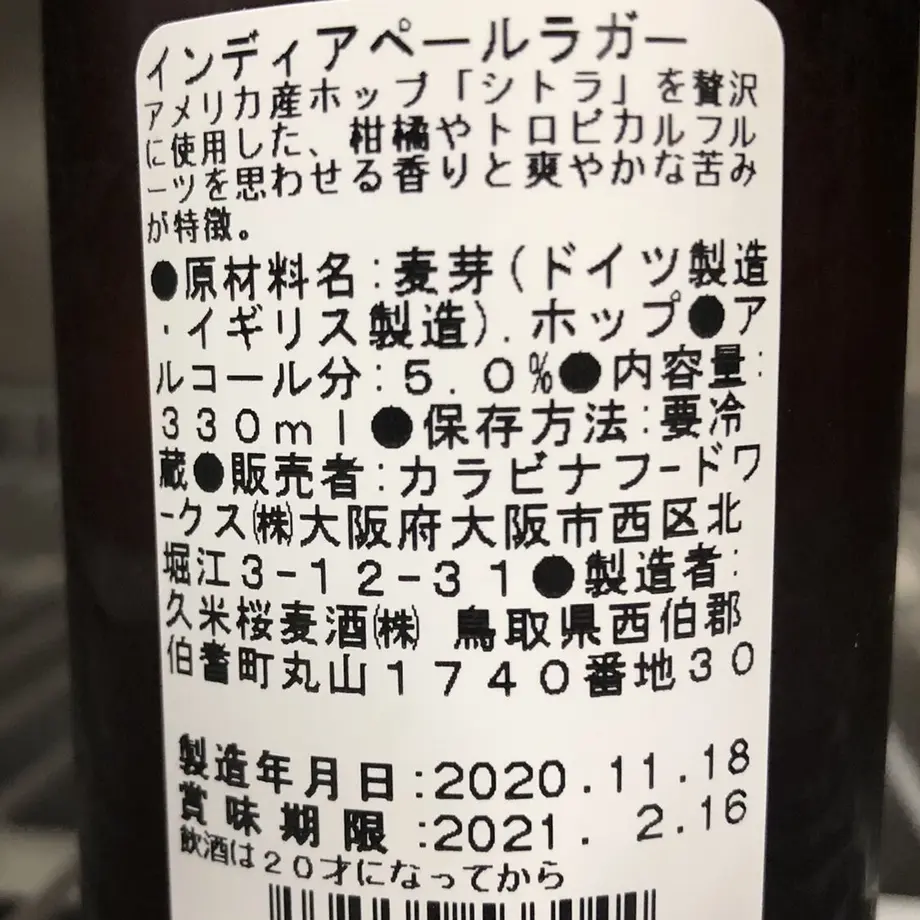 インディアペールラガー
アメリカ産ホップ「シトラ」を贅沢
に使用した、柑橘やトロピカルフル
ーツを思わせる香りと爽やかな苦み
が特徴。
●原材料名:麦芽(ドイツ製造
・イギリス製造).ホップ●ア
ルコール分:5.0%●内容量:
330ml●保存方法:要冷
蔵●販売者:カラビナフードワ
ークス㈱大阪府大阪市西区北
堀江3-12-31●製造者:
久米桜麦酒㈱ 鳥取県西伯郡
伯耆町丸山1740番地30
製造年月日:2020.11.18
賞味期限:2021. 2.16
飲酒は20才になってから